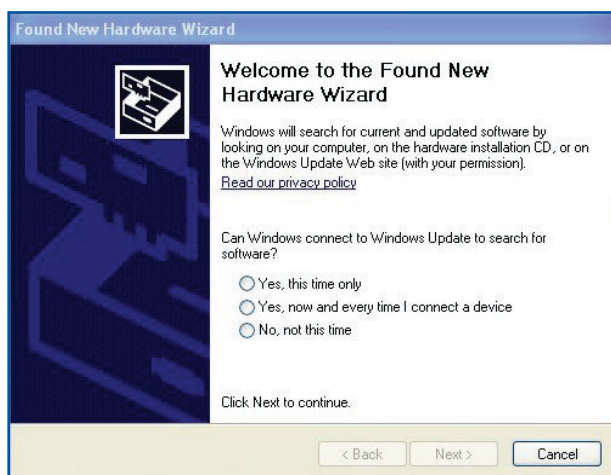 Found New Hardware Wizard
Welcome to the Found New
Hardware Wizard
Windows will search for current and updated software by
looking on your computer, on the hardware installation CD, or on
the Windows Update Web site (with your permission).
Read our privacy policy
Can Windows connect to Windows Update to search for
software?
Yes, this time only
Yes, now and every time I connect a device
No, not this time
Click Next to continue.
< Back
Next >
Cancel